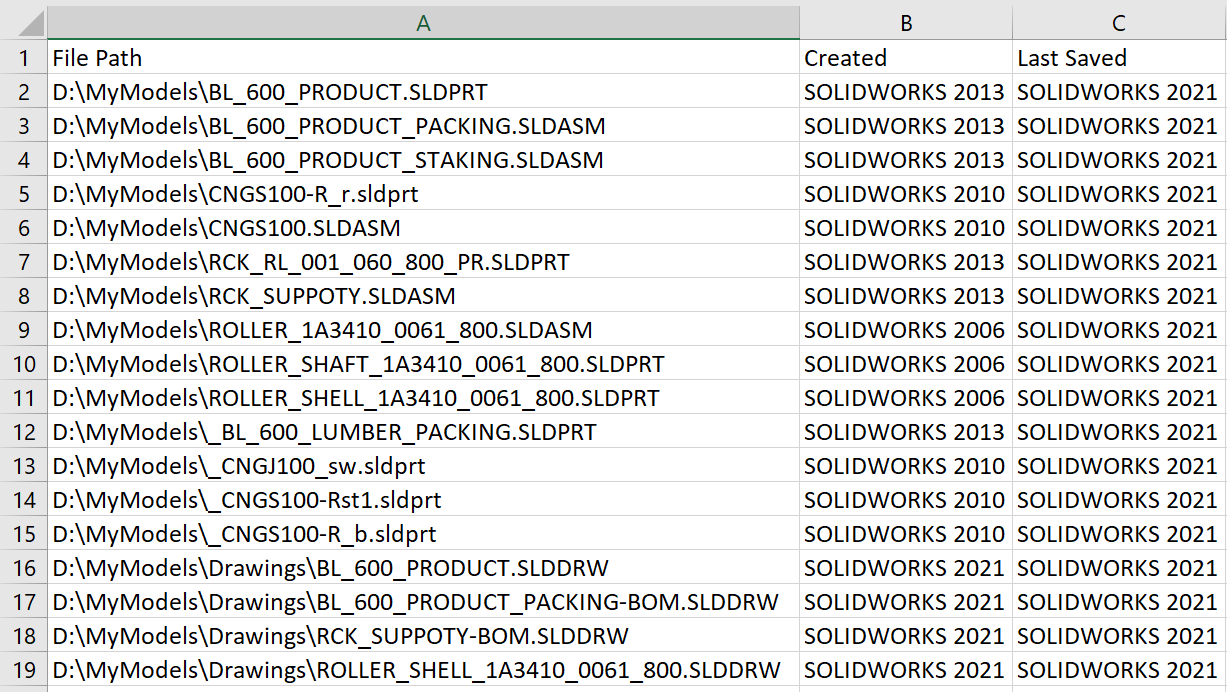 A B C
1 File Path Created Last Saved
2 D:\MyModels\BL_600_PRODUCT.SLDPRT SOLIDWORKS 2013 SOLIDWORKS 2021
3 D:\MyModels\BL_600_PRODUCT_PACKING.SLDASM SOLIDWORKS 2013 SOLIDWORKS 2021
4 D:\MyModels\BL_600_PRODUCT_STAKING.SLDASM SOLIDWORKS 2013 SOLIDWORKS 2021
5 D:\MyModels\CNGS100-R_r.sldprt SOLIDWORKS 2010 SOLIDWORKS 2021
6 D:\MyModels\CNGS100.SLDASM SOLIDWORKS 2010 SOLIDWORKS 2021
7 D:\MyModels\RCK_RL_001_060_800_PR.SLDPRT SOLIDWORKS 2013 SOLIDWORKS 2021
8 D:\MyModels\RCK_SUPPOTY.SLDASM SOLIDWORKS 2013 SOLIDWORKS 2021
9 D:\MyModels\ROLLER_1A3410_0061_800.SLDASM SOLIDWORKS 2006 SOLIDWORKS 2021
10 D:\MyModels\ROLLER_SHAFT_1A3410_0061_800.SLDPRT SOLIDWORKS 2006 SOLIDWORKS 2021
11 D:\MyModels\ROLLER_SHELL_1A3410_0061_800.SLDPRT SOLIDWORKS 2006 SOLIDWORKS 2021
12 D:\MyModels\_BL_600_LUMBER_PACKING.SLDPRT SOLIDWORKS 2013 SOLIDWORKS 2021
13 D:\MyModels\_CNGJ100_sw.sldprt SOLIDWORKS 2010 SOLIDWORKS 2021
14 D:\MyModels\_CNGS100-Rst1.sldprt SOLIDWORKS 2010 SOLIDWORKS 2021
15 D:\MyModels\_CNGS100-R_b.sldprt SOLIDWORKS 2010 SOLIDWORKS 2021
16 D:\MyModels\Drawings\BL_600_PRODUCT.SLDDRW SOLIDWORKS 2021 SOLIDWORKS 2021
17 D:\MyModels\Drawings\BL_600_PRODUCT_PACKING-BOM.SLDDRW SOLIDWORKS 2021 SOLIDWORKS 2021
18 D:\MyModels\Drawings\RCK_SUPPOTY-BOM.SLDDRW SOLIDWORKS 2021 SOLIDWORKS 2021
19 D:\MyModels\Drawings\ROLLER_SHELL_1A3410_0061_800.SLDDRW SOLIDWORKS 2021 SOLIDWORKS 2021